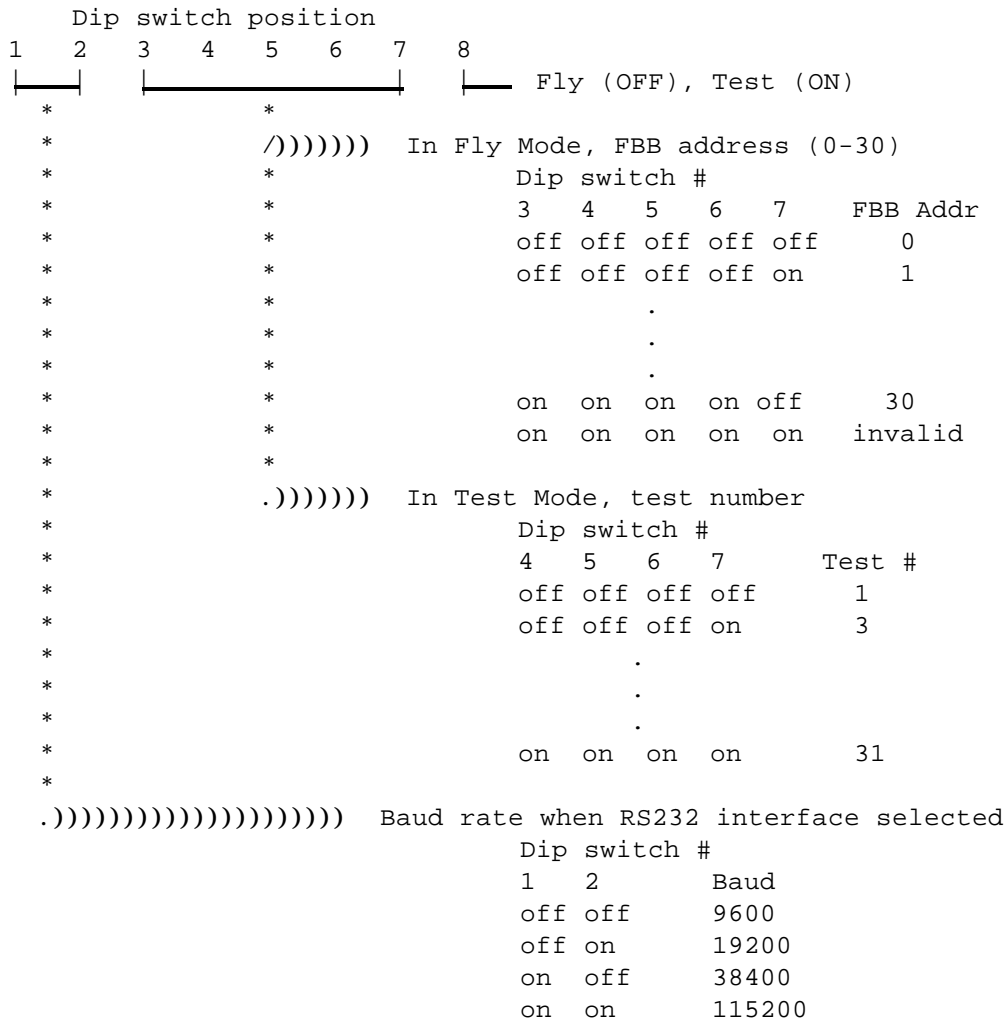 Dip switch position
1 2 3 4 5 6 7 8
| | | | | Fly (OFF), Test (ON)
* *
* /))))))) In Fly Mode, FBB address (0-30)
* * Dip switch #
* * 3 4 5 6 7 FBB Addr
* * off off off off off 0
* * off off off off on 1
* * .
* * .
* * .
* * on on on on off 30
* * on on on on on invalid
* *
* .))))))) In Test Mode, test number
* Dip switch #
* 4 5 6 7 Test #
* off off off off 1
* off off off on 3
* .
* .
* .
* on on on on 31
*
.))))))))))))))))))))) Baud rate when RS232 interface selected
Dip switch #
1 2 Baud
off off 9600
off on 19200
on off 38400
on on 115200